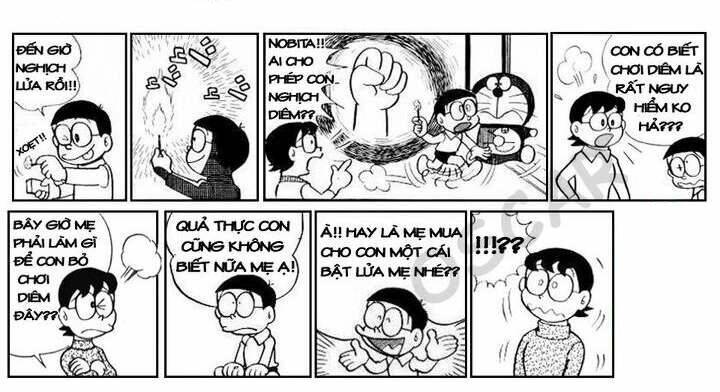 ĐẾN GIỜ
NGHỊCH
LỬA RỒI!!
XOẸT!!
NOBITA!!
AI CHO
PHÉP CON
NGHỊCH
DIÊM??
CON CÓ BIẾT
CHƠI DIÊM LÀ
RẤT NGUY
HIỂM KO
HẢ???
BÂY GIỜ MẸ
PHẢI LÀM GÌ
ĐỂ CON BỎ
CHƠI
DIÊM
ĐÂY??
QUẢ THỰC CON
CŨNG KHÔNG
BIẾT NỮA MẸ Ạ!
À!! HAY LÀ MẸ MUA
CHO CON MỘT CÁI
BẬT LỬA MẸ NHÉ??
!!!??